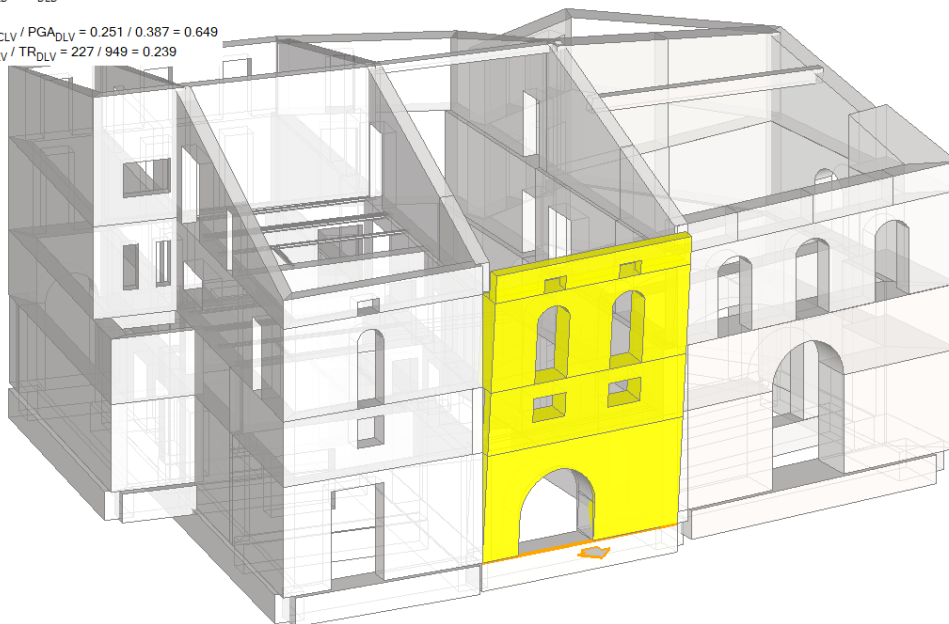 CLV / PGADLV = 0.251 / 0.387 = 0.649
/ TRDLV = 227 / 949 = 0.239